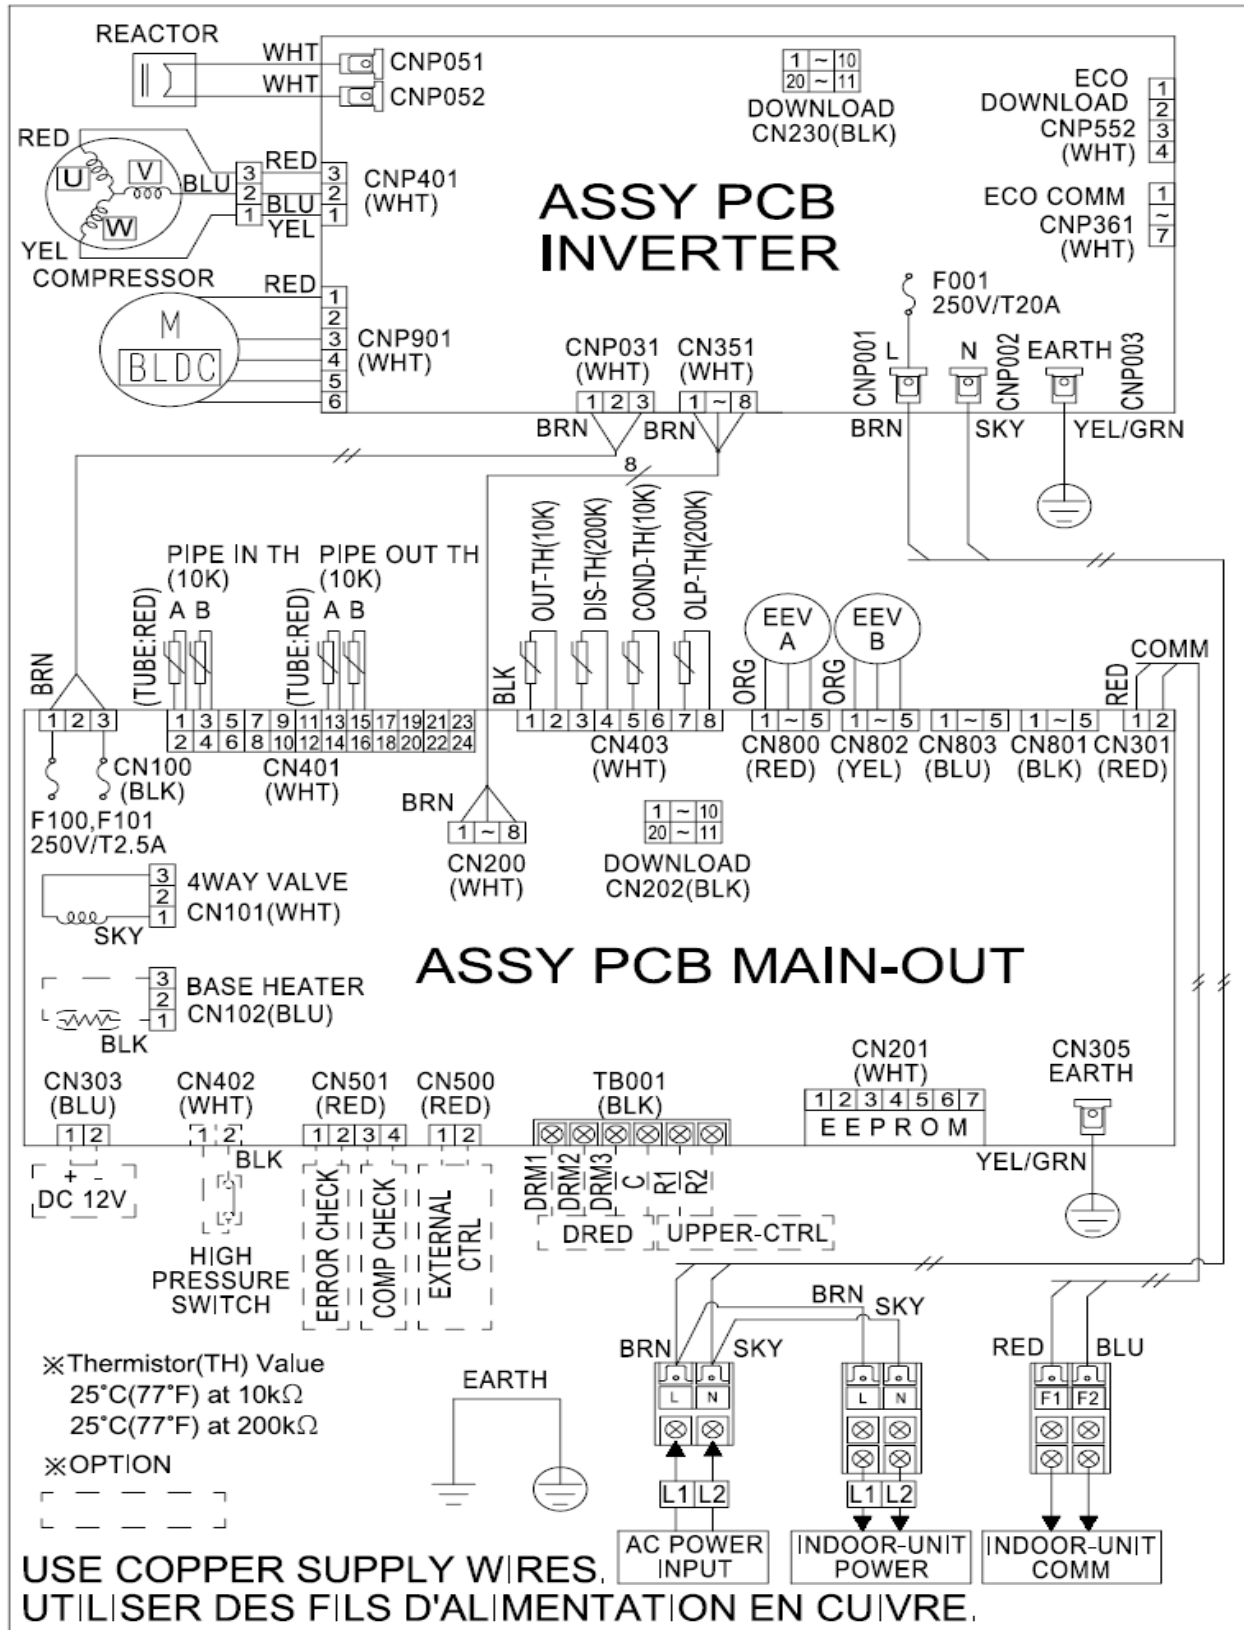 REACTOR
WHT
CNP051
WHT
CNP052
1 ~ 10
20 ~ 11
DOWNLOAD
CN230(BLK)
ECO
DOWNLOAD
CNP552
(WHT)
1
2
3
4
RED
U
V
W
BLU
YEL
COMPRESSOR
3
2
1
RED
BLU
YEL
3
2
1
CNP401
(WHT)
ASSY PCB
INVERTER
ECO COMM
CNP361
(WHT)
1
~
7
RED
M
BLDC
1
2
3
4
5
6
CNP901
(WHT)
F001
250V/T20A
CNP031
(WHT)
1 2 3
BRN
CN351
(WHT)
1 ~ 8
BRN
CNP001
L
BRN
N
CNP002
SKY
EARTH
CNP003
YEL/GRN
8
PIPE IN TH
(10K)
A B
(TUBE:RED)
PIPE OUT TH
(10K)
A B
(TUBE:RED)
OUT-TH(10K)
DIS-TH(200K)
COND-TH(10K)
OLP-TH(200K)
EEV
A
EEV
B
COMM
BRN
BLK
ORG
ORG
RED
1 2 3
1 3 5 7 9 11 13 15 17 19 21 23
2 4 6 8 10 12 14 16 18 20 22 24
1 2 3 4 5 6 7 8
1 ~ 5
1 ~ 5
1 ~ 5
1 ~ 5
1 2
CN100
(BLK)
CN401
(WHT)
CN403
(WHT)
CN800
(RED)
CN802
(YEL)
CN803
(BLU)
CN801
(BLK)
CN301
(RED)
F100,F101
250V/T2.5A
BRN
1 ~ 8
CN200
(WHT)
1 ~ 10
20 ~ 11
DOWNLOAD
CN202(BLK)
3
2
1
4WAY VALVE
CN101(WHT)
SKY
ASSY PCB MAIN-OUT
3
2
1
BASE HEATER
CN102(BLU)
BLK
CN303
(BLU)
1 2
+ -
DC 12V
CN402
(WHT)
1 2
BLK
HIGH
PRESSURE
SWITCH
CN501
(RED)
1 2 3 4
ERROR CHECK
COMP CHECK
CN500
(RED)
1 2
EXTERNAL
CTRL
TB001
(BLK)
DRM1
DRM2
DRM3
C
R1
R2
DRED
UPPER-CTRL
CN201
(WHT)
1 2 3 4 5 6 7
EEPROM
CN305
EARTH
YEL/GRN
BRN
SKY
BRN
SKY
RED
BLU
L N
L N
F1 F2
L1 L2
L1 L2
AC POWER
INPUT
INDOOR-UNIT
POWER
INDOOR-UNIT
COMM
※Thermistor(TH) Value
25°C(77°F) at 10kΩ
25°C(77°F) at 200kΩ
※OPTION
EARTH
USE COPPER SUPPLY WIRES.
UTILISER DES FILS D'ALIMENTATION EN CUIVRE.